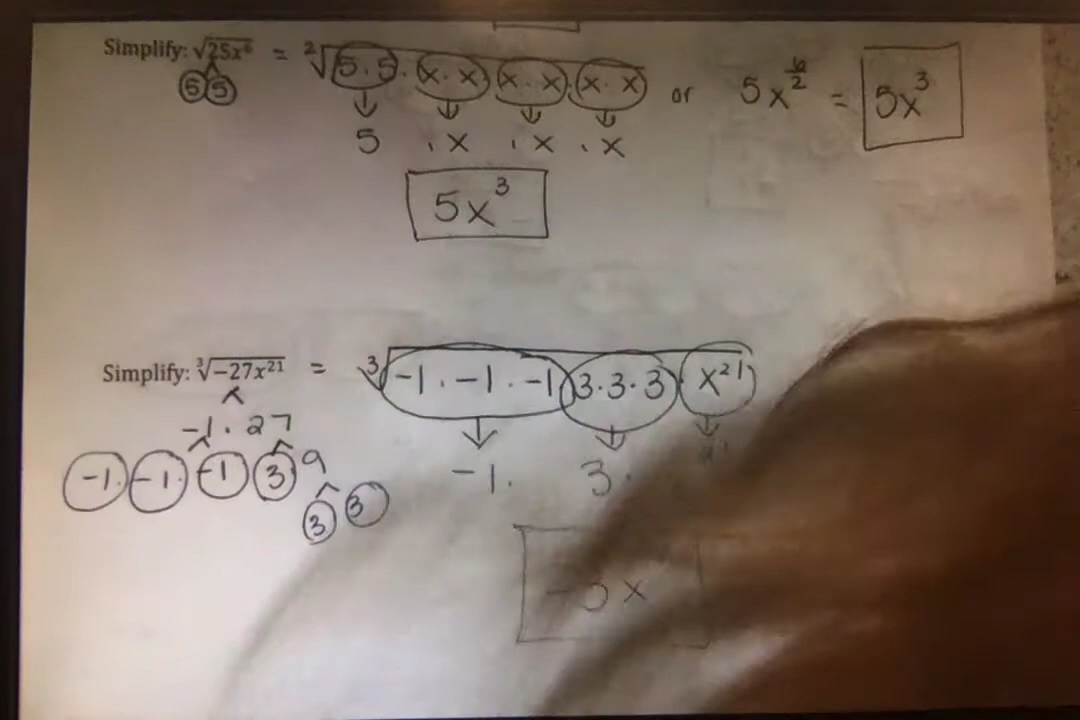 Simplify: √25x⁶ = ²√5·5·x·x·x·x·x·x or 5x^(6/2) = 5x³
5 5
5 · x · x · x
5x³
Simplify: ³√−27x²¹ = ³√-1·-1·-1·3·3·3·x²¹
-1·27
-1· -1· -1 3· 9
-1· 3·
3 3
x